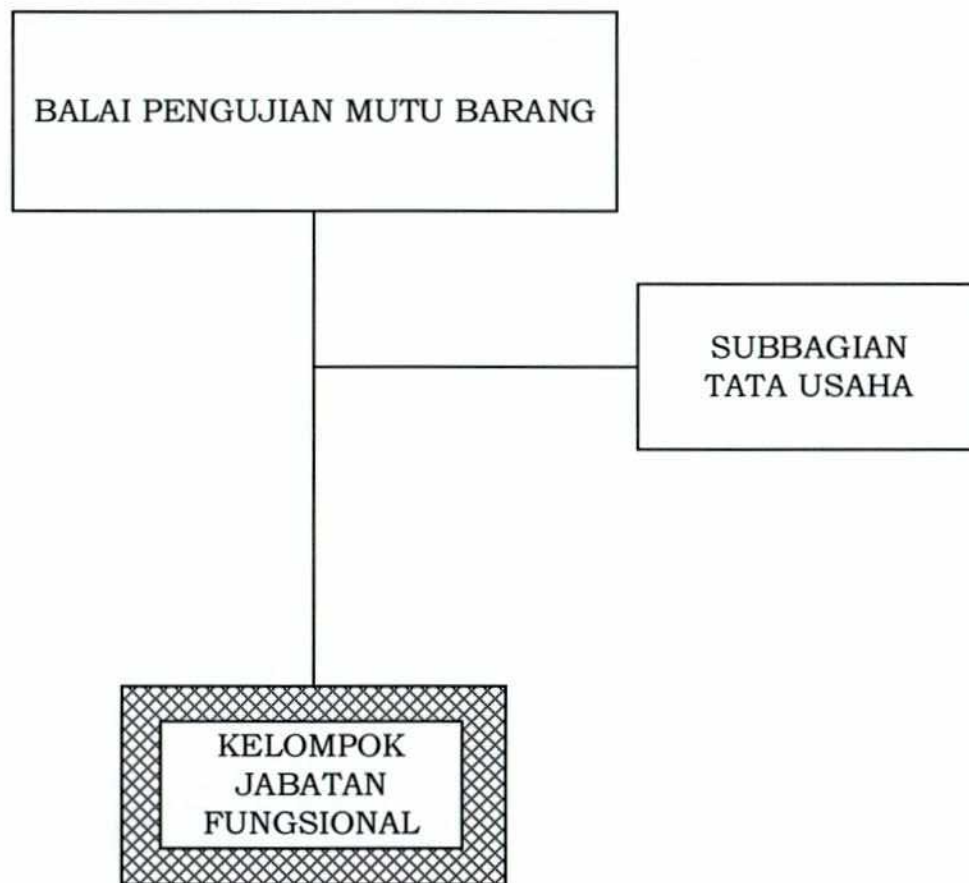 BALAI PENGUJIAN MUTU BARANG
SUBBAGIAN
TATA USAHA
KELOMPOK
JABATAN
FUNGSIONAL